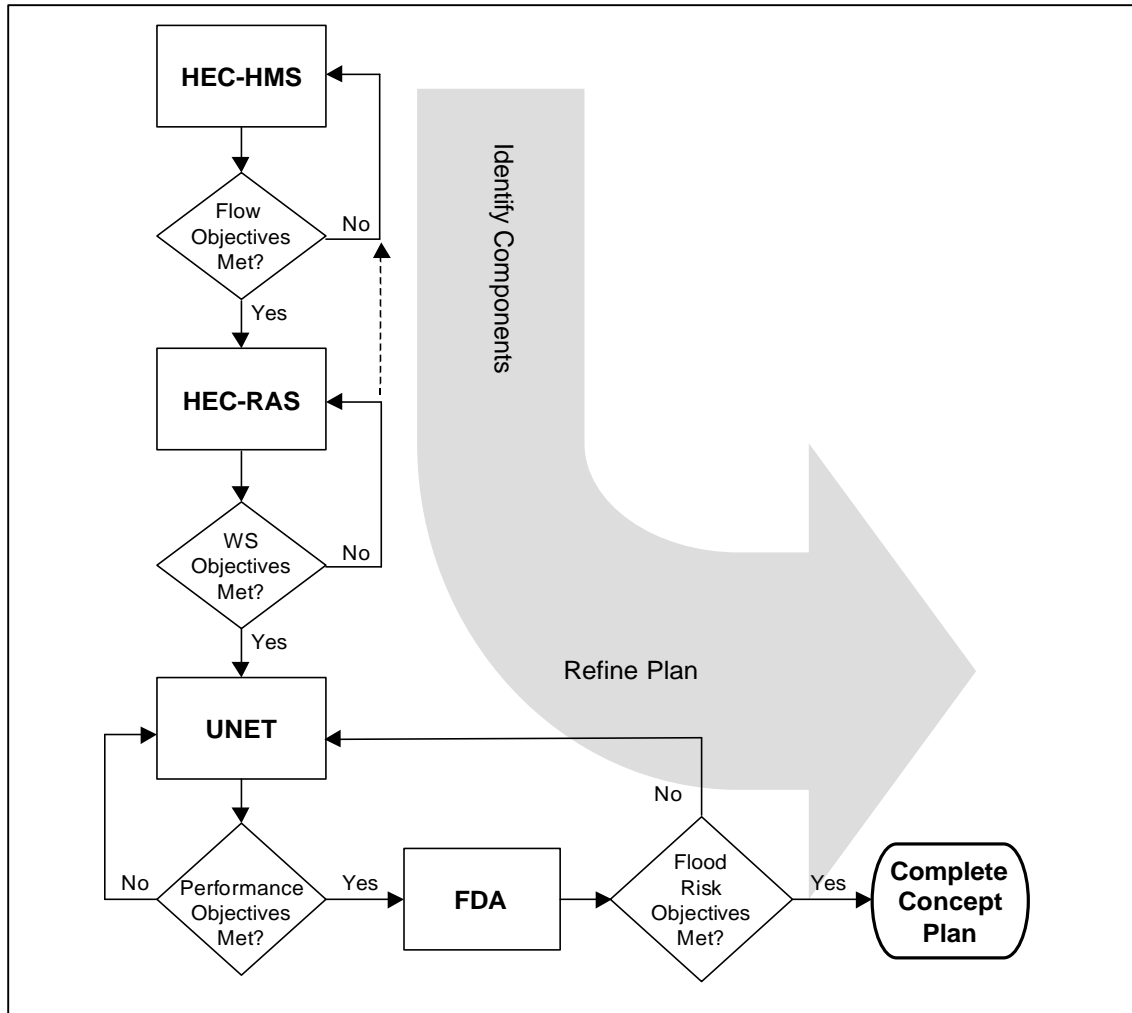 HEC-HMS
Identify Components
Flow
Objectives
Met?
No
Yes
HEC-RAS
WS
Objectives
Met?
No
Yes
Refine Plan
UNET
No
Performance
Objectives
Met?
No
Yes
FDA
Flood
Risk
Objectives
Met?
Yes
Complete
Concept
Plan